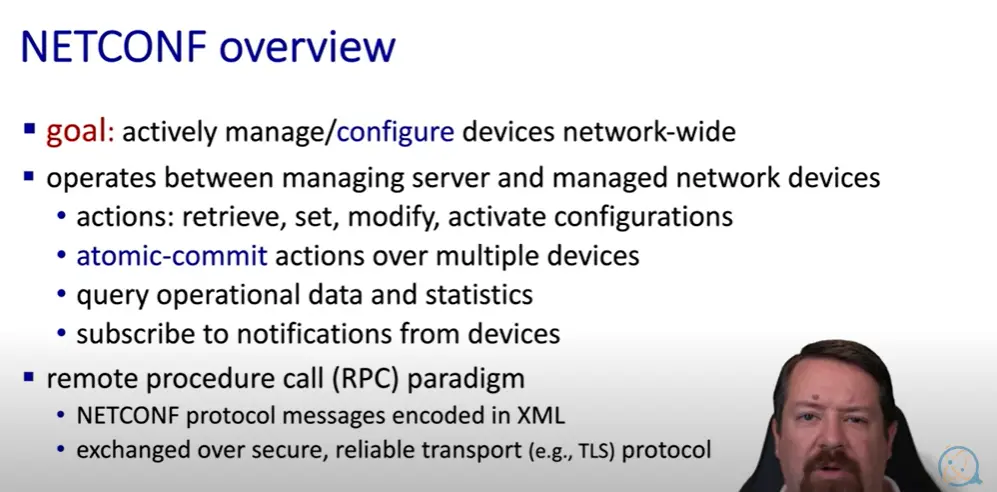 NETCONF overview
▪ goal: actively manage/configure devices network-wide
▪ operates between managing server and managed network devices
• actions: retrieve, set, modify, activate configurations
• atomic-commit actions over multiple devices
• query operational data and statistics
• subscribe to notifications from devices
▪ remote procedure call (RPC) paradigm
• NETCONF protocol messages encoded in XML
• exchanged over secure, reliable transport (e.g., TLS) protocol